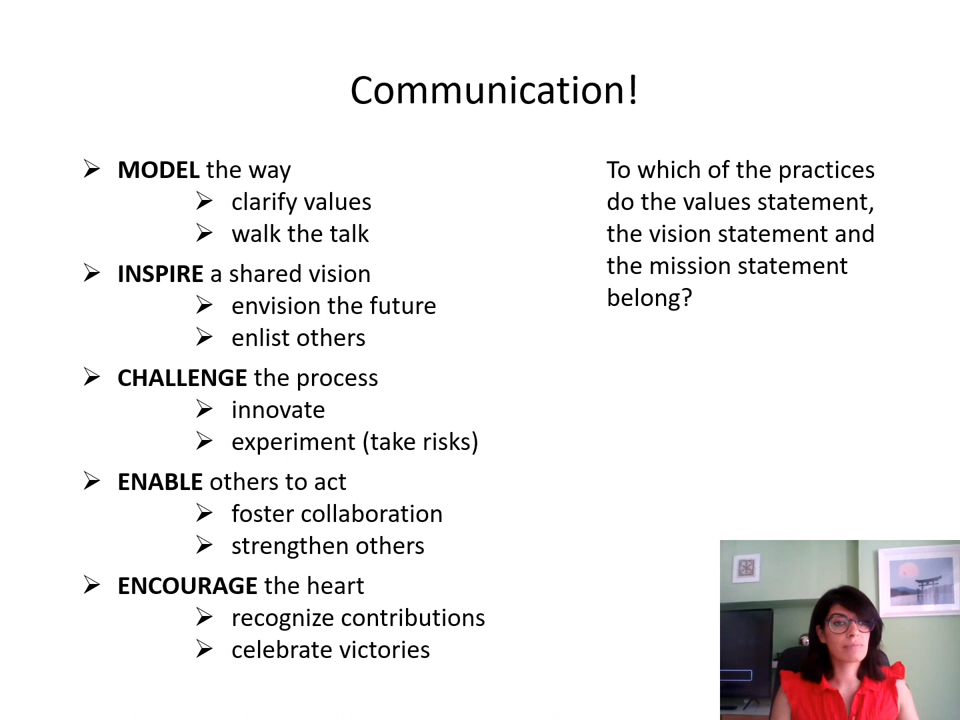 Communication!
MODEL the way
clarify values
walk the talk
INSPIRE a shared vision
envision the future
enlist others
CHALLENGE the process
innovate
experiment (take risks)
ENABLE others to act
foster collaboration
strengthen others
ENCOURAGE the heart
recognize contributions
celebrate victories
To which of the practices
do the values statement,
the vision statement and
the mission statement
belong?